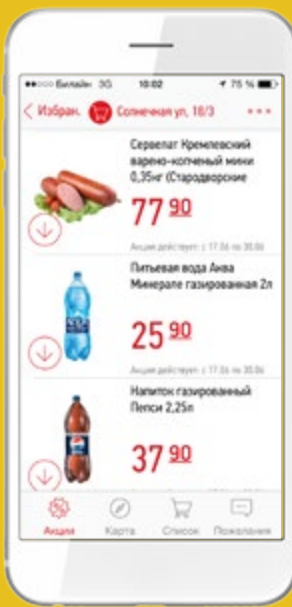 Билайн 3G 10:02 75 %
Избран. Солнечная ул, 18/3
Сервелат Кремлевский
варено-копченый мини
0,35кг (Стародворские
77 90
Акция действует: с 17.06 по 30.06
Питьевая вода Аква
Минерале газированная 2л
25 90
Акция действует: с 17.06 по 30.06
Напиток газированный
Пепси 2,25л
37 90
Акции Карта Список Пожелания